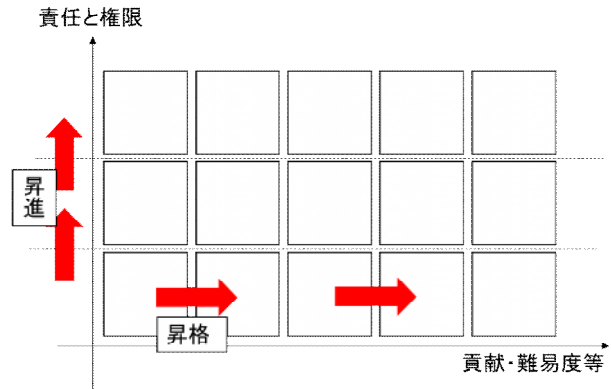 責任と権限
昇
進
昇格
貢献・難易度等